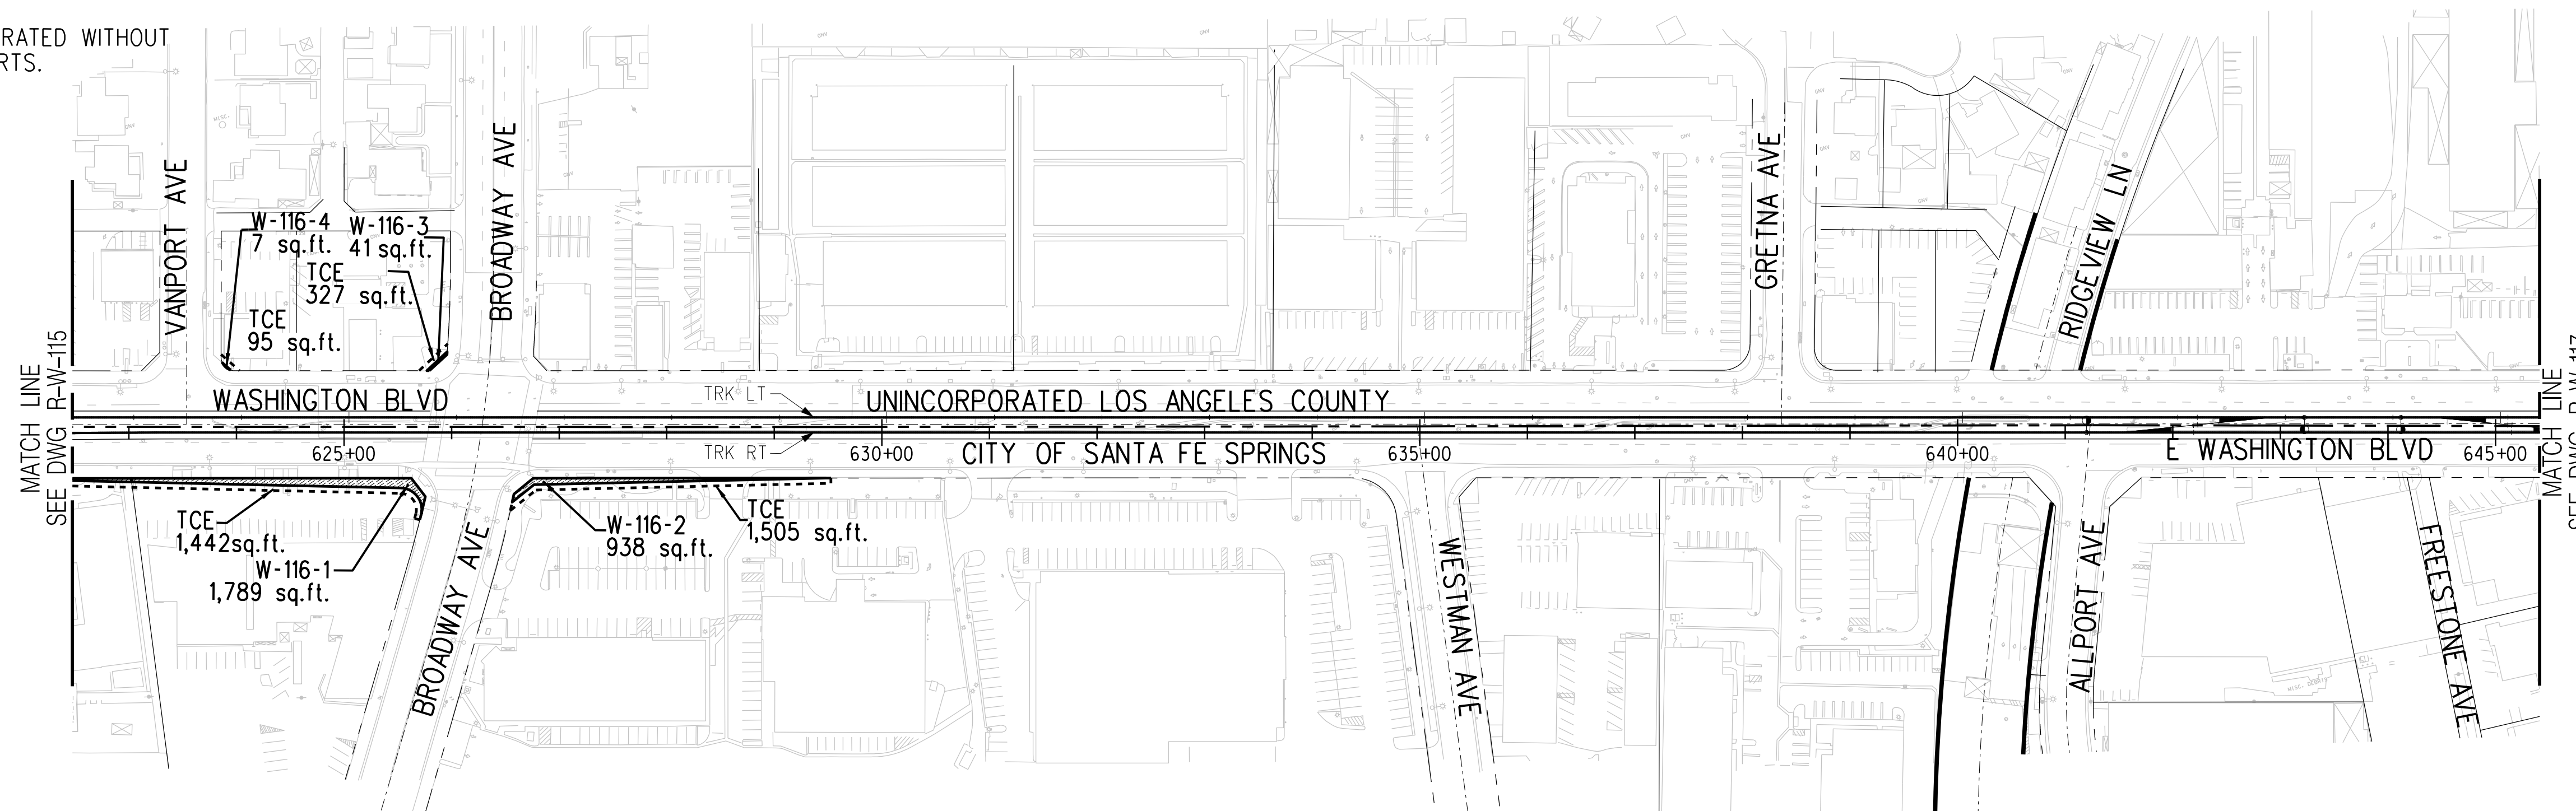 RATED WITHOUT
RTS.
VANPORT AVE
BROADWAY AVE
GRETNA AVE
RIDGEVIEW LN
W-116-4
7 sq.ft.
W-116-3
41 sq.ft.
TCE
327 sq.ft.
TCE
95 sq.ft.
MATCH LINE
SEE DWG R-W-115
WASHINGTON BLVD
TRK LT
UNINCORPORATED LOS ANGELES COUNTY
TRK RT
CITY OF SANTA FE SPRINGS
E WASHINGTON BLVD
625+00
630+00
635+00
640+00
645+00
MATCH LINE
TCE
1,442sq.ft.
W-116-1
1,789 sq.ft.
W-116-2
938 sq.ft.
TCE
1,505 sq.ft.
BROADWAY AVE
WESTMAN AVE
ALLPORT AVE
FREESTONE AVE